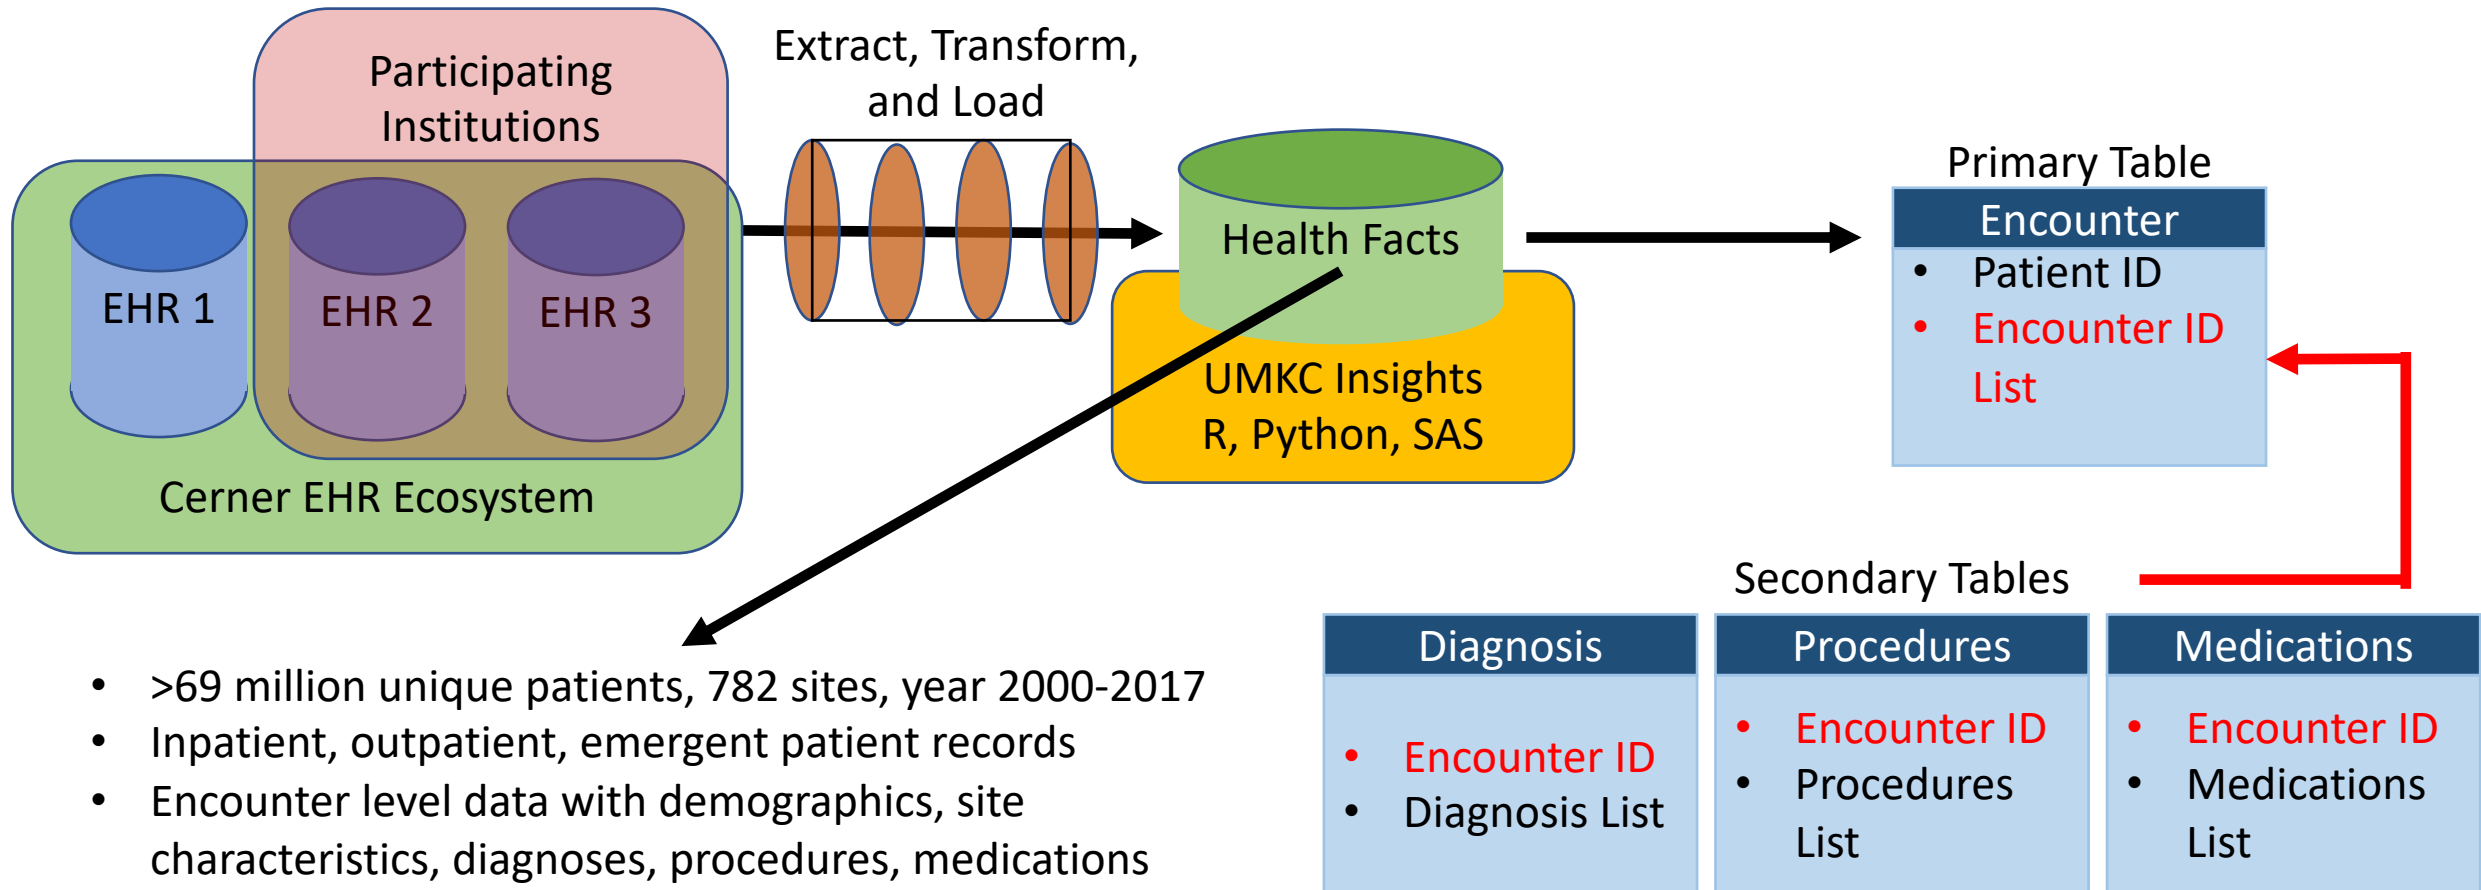 Participating
Institutions
EHR 1
EHR 2
EHR 3
Cerner EHR Ecosystem
Extract, Transform,
and Load
Health Facts
UMKC Insights
R, Python, SAS
Primary Table
Encounter
• Patient ID
• Encounter ID
List
• >69 million unique patients, 782 sites, year 2000-2017
• Inpatient, outpatient, emergent patient records
• Encounter level data with demographics, site
characteristics, diagnoses, procedures, medications
Secondary Tables
Diagnosis
• Encounter ID
• Diagnosis List
Procedures
• Encounter ID
• Procedures
List
Medications
• Encounter ID
• Medications
List